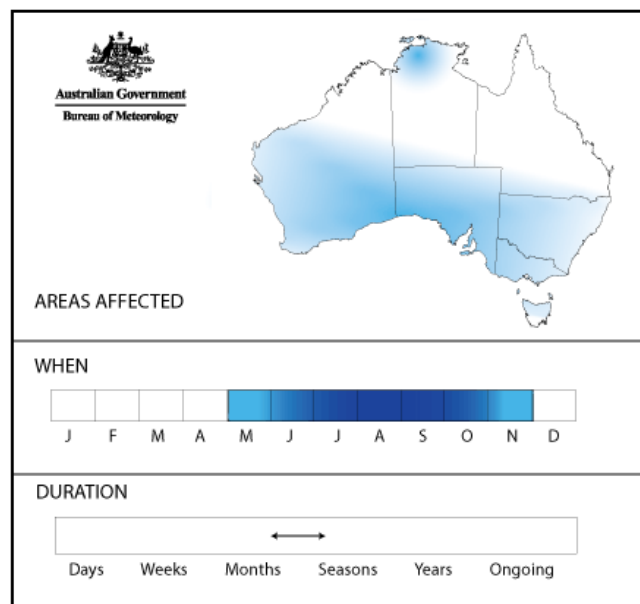 Australian Government
Bureau of Meteorology
AREAS AFFECTED
WHEN
J F M A M J J A S O N D
DURATION
Days Weeks Months Seasons Years Ongoing